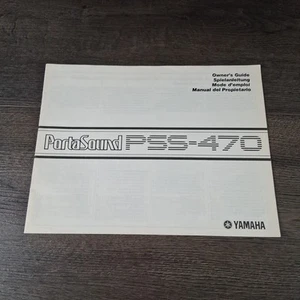 Owner's Guide
Spielanleitung
Mode d'emploi
Manual del Propietario
PortaSound PSS-470
YAMAHA